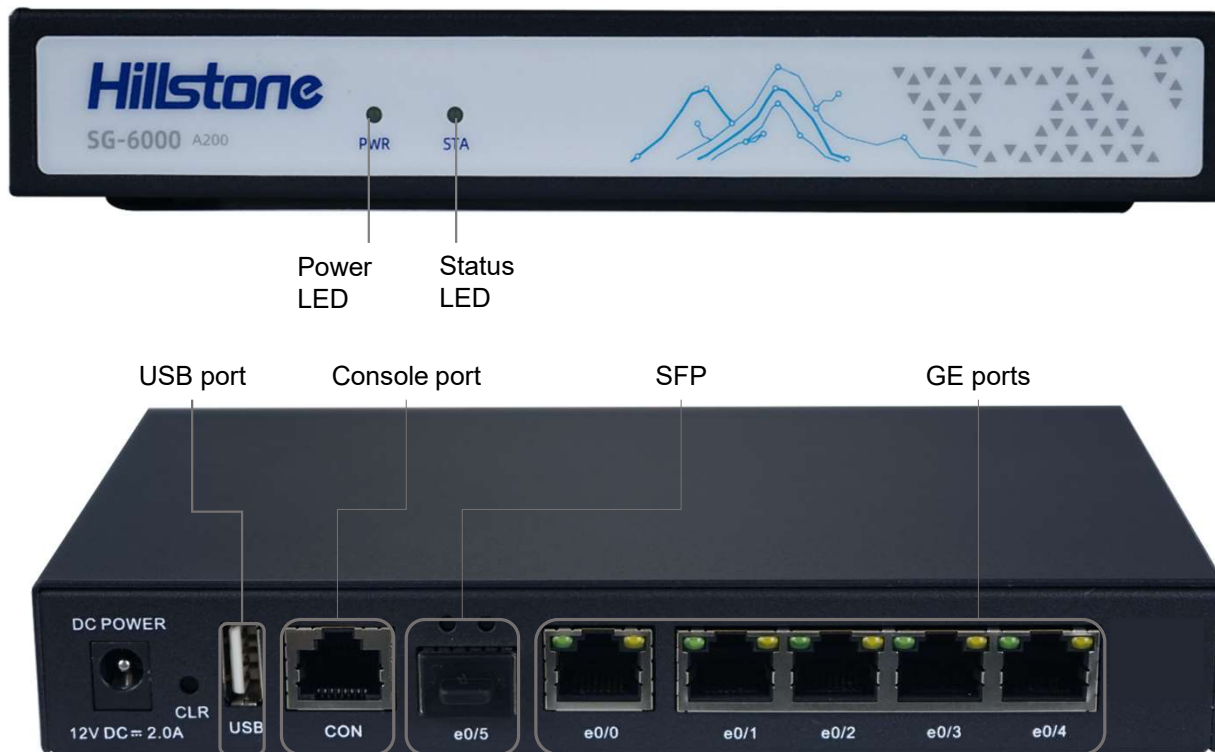 Hillstone
SG-6000 A200
PWR STA
Power
LED
Status
LED
USB port Console port SFP GE ports
DC POWER
CLR
12V DC⎓2.0A USB CON e0/5 e0/0 e0/1 e0/2 e0/3 e0/4